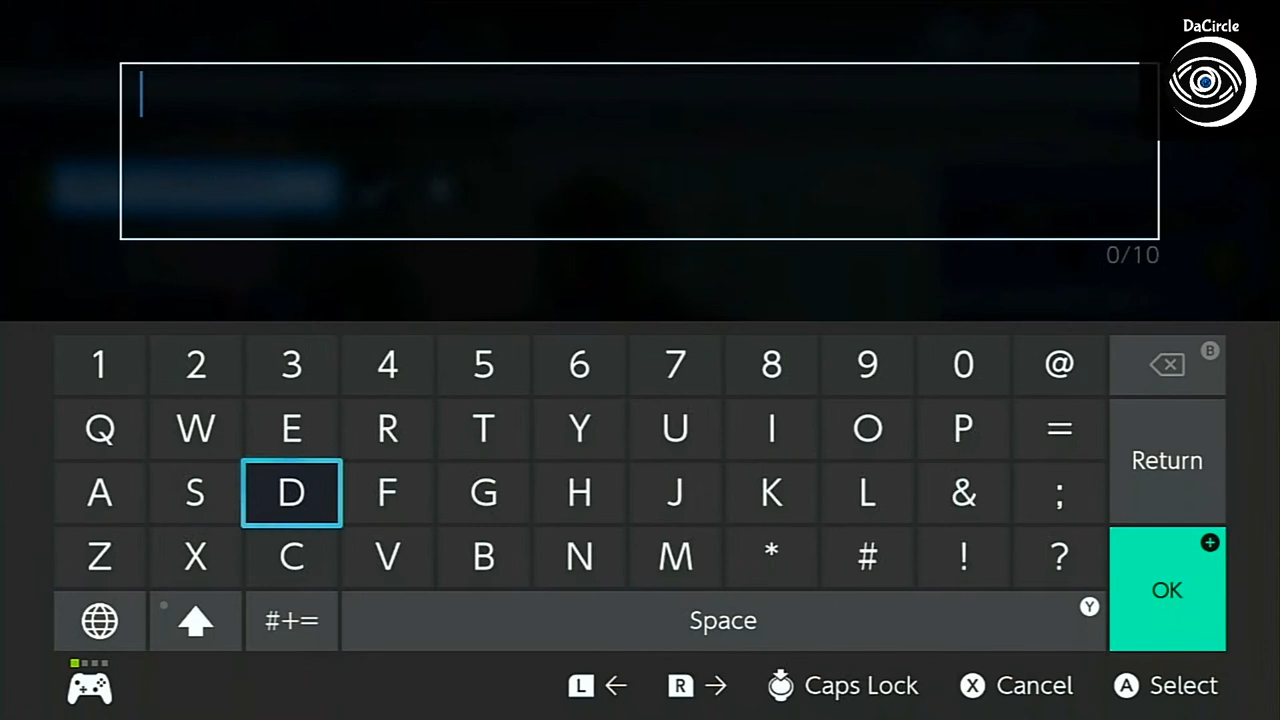 DaCircle
0/10
1 2 3 4 5 6 7 8 9 0 @ B
Q W E R T Y U I O P = Return
A S D F G H J K L & ;
Z X C V B N M * # ! ? + OK
#+= Space Y
L ← R → Caps Lock X Cancel A Select